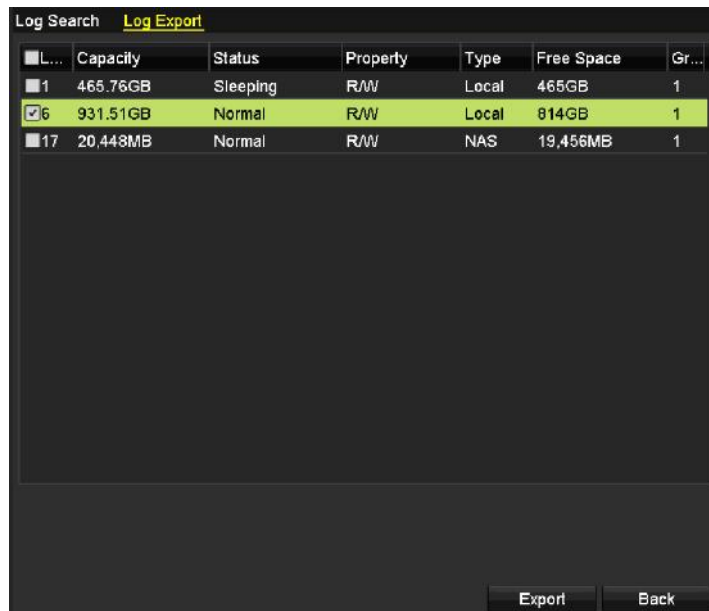 Log Search Log Export
L... Capacity Status Property Type Free Space Gr...
1 465.76GB Sleeping R/W Local 465GB 1
6 931.51GB Normal R/W Local 814GB 1
17 20,448MB Normal R/W NAS 19,456MB 1
Export Back